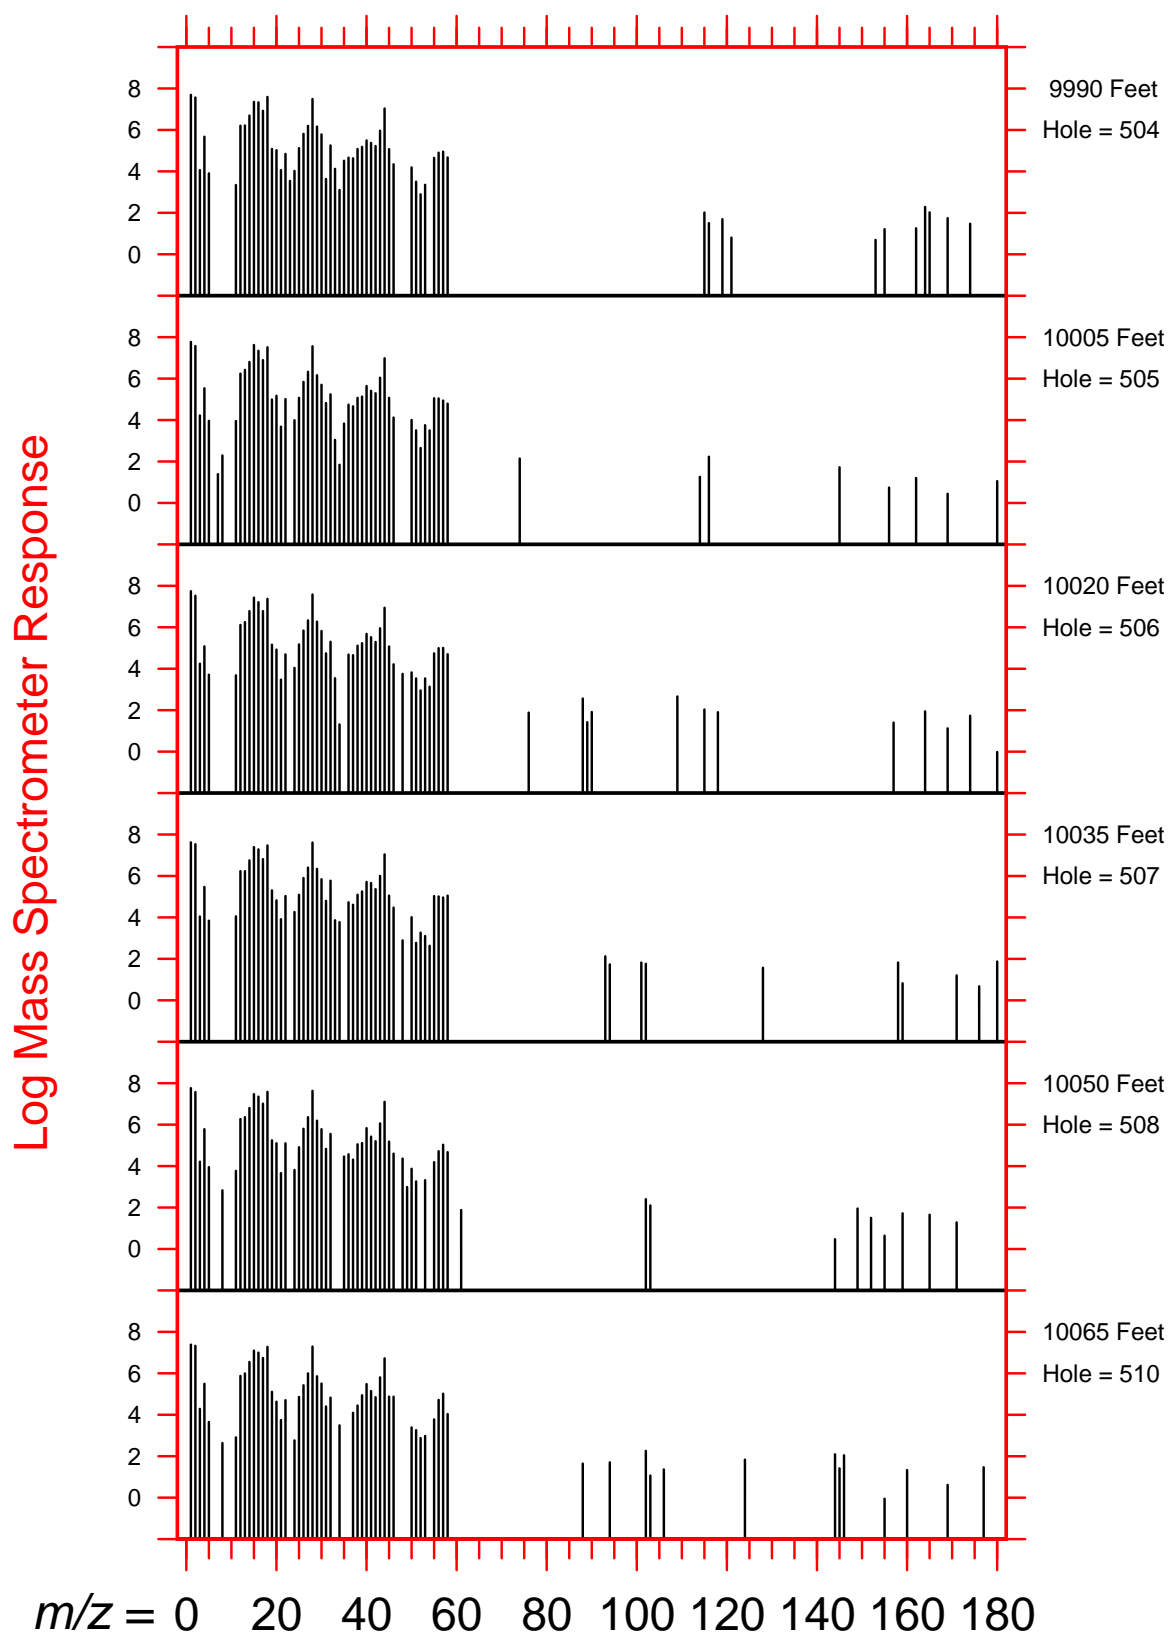 Log Mass Spectrometer Response
8
6
4
2
0
9990 Feet
Hole = 504
8
6
4
2
0
10005 Feet
Hole = 505
8
6
4
2
0
10020 Feet
Hole = 506
8
6
4
2
0
10035 Feet
Hole = 507
8
6
4
2
0
10050 Feet
Hole = 508
8
6
4
2
0
10065 Feet
Hole = 510
m/z = 0 20 40 60 80 100 120 140 160 180